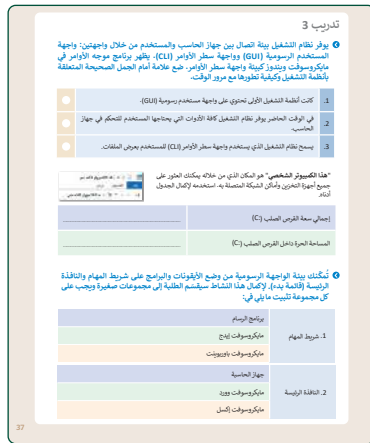 تدريب 3
يوفر نظام التشغيل بيئة اتصال بين جهاز الحاسب والمستخدم من خلال واجهتين: واجهة
المستخدم الرسومية (GUI) وواجهة سطر الأوامر (CLI). يظهر برنامج موجه الأوامر في
مايكروسوفت ويندوز كبيئة واجهة سطر الأوامر. ضع علامة أمام الجمل الصحيحة المتعلقة
بأنظمة التشغيل وكيفية تطورها مع مرور الوقت.
1. كانت أنظمة التشغيل الأولى تحتوي على واجهة مستخدم رسومية (GUI).
2. في الوقت الحاضر يوفر نظام التشغيل كافة الأدوات التي يحتاجها المستخدم للتحكم في جهاز
الحاسب.
3. يسمح نظام التشغيل الذي يستخدم واجهة سطر الأوامر (CLI) للمستخدم بعرض الملفات.
"هذا الكمبيوتر الشخصي" هو المكان الذي من خلاله يمكنك العثور على
جميع أجهزة التخزين وأماكن الشبكة المتصلة به. استخدمه لإكمال الجدول
أدناه.
إجمالي سعة القرص الصلب (C:)
المساحة الحرة داخل القرص الصلب (C:)
تُمكّنك بيئة الواجهة الرسومية من وضع الأيقونات والبرامج على شريط المهام والنافذة
الرئيسة (قائمة بدء). لإكمال هذا النشاط سيقسّم الطلبة إلى مجموعات صغيرة ويجب على
كل مجموعة تثبيت ما يلي في:
1. شريط المهام
برنامج الرسام
مايكروسوفت إيدج
مايكروسوفت باوربوينت
2. النافذة الرئيسة
جهاز الحاسبة
مايكروسوفت وورد
مايكروسوفت إكسل
37